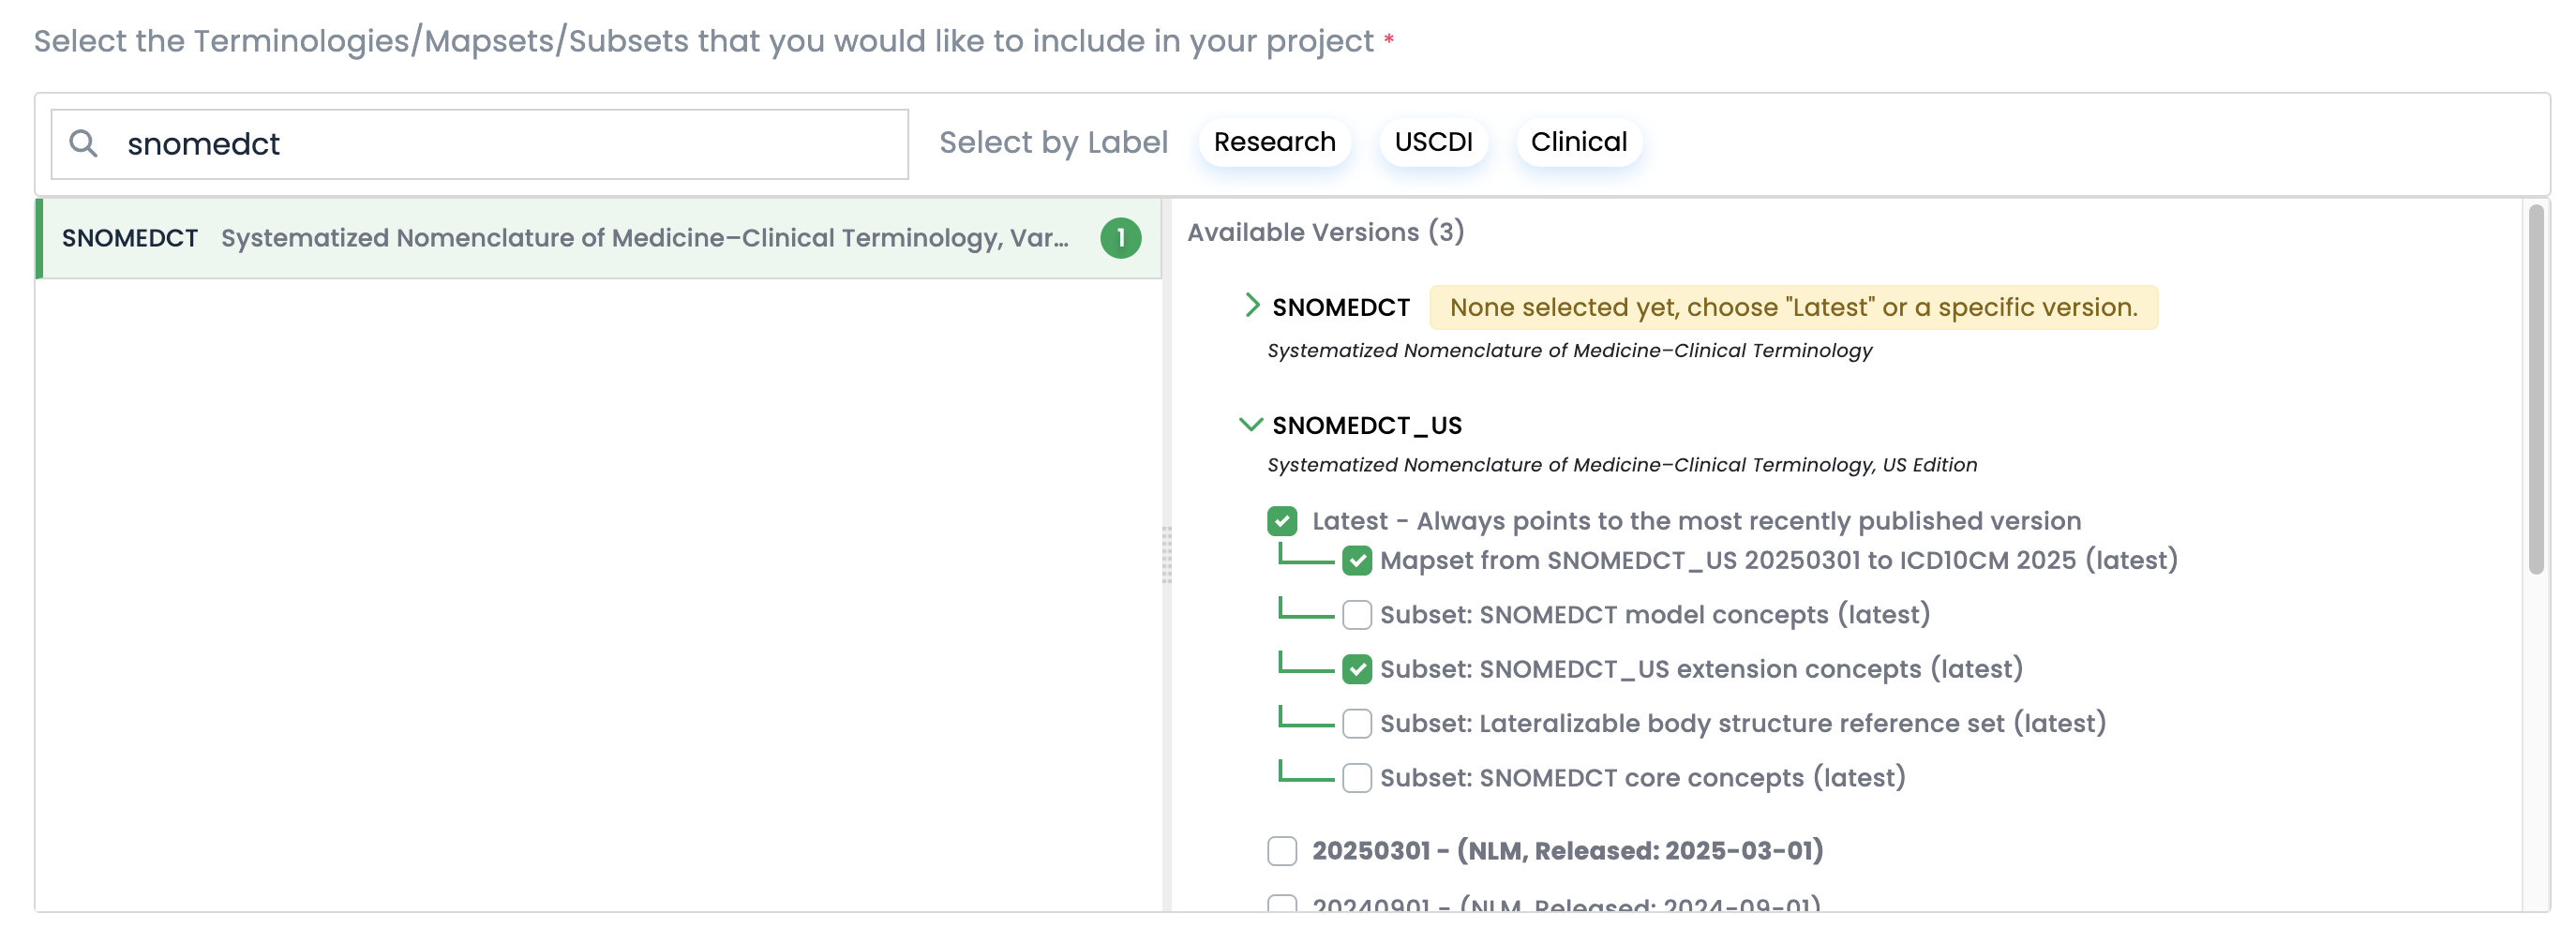 Select the Terminologies/Mapsets/Subsets that you would like to include in your project *
snomedct
Select by Label Research USCDI Clinical
SNOMEDCT Systematized Nomenclature of Medicine–Clinical Terminology, Var... 1
Available Versions (3)
SNOMEDCT None selected yet, choose "Latest" or a specific version.
Systematized Nomenclature of Medicine–Clinical Terminology
SNOMEDCT_US
Systematized Nomenclature of Medicine–Clinical Terminology, US Edition
Latest - Always points to the most recently published version
Mapset from SNOMEDCT_US 20250301 to ICD10CM 2025 (latest)
Subset: SNOMEDCT model concepts (latest)
Subset: SNOMEDCT_US extension concepts (latest)
Subset: Lateralizable body structure reference set (latest)
Subset: SNOMEDCT core concepts (latest)
20250301 - (NLM, Released: 2025-03-01)
20240901 - (NLM, Released: 2024-09-01)